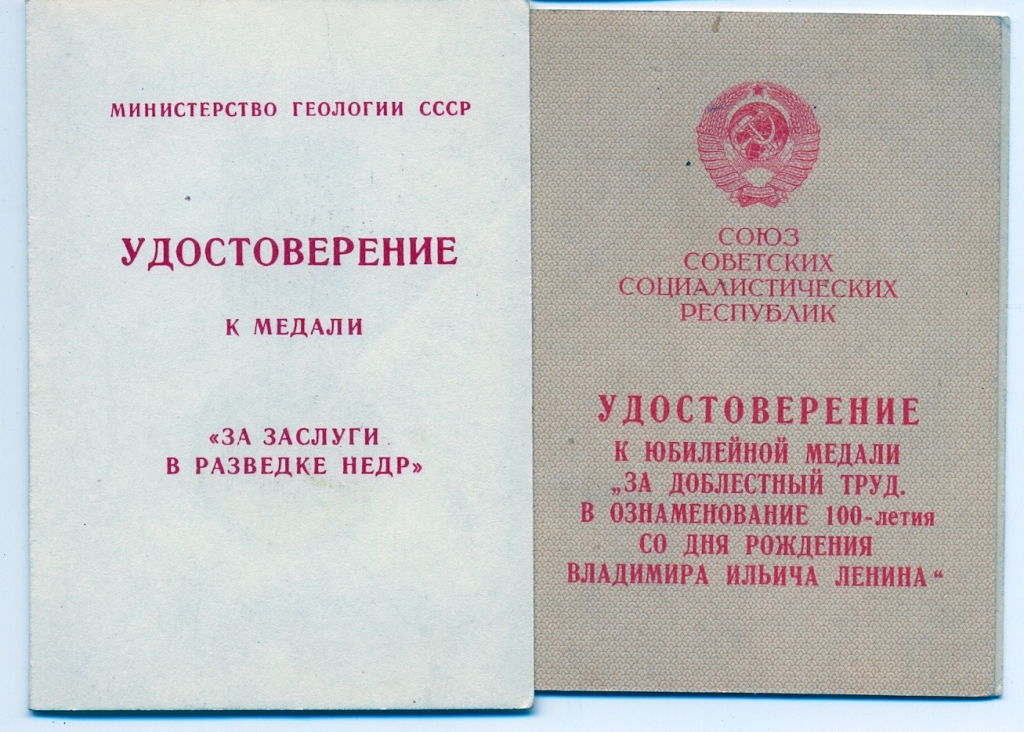 МИНИСТЕРСТВО ГЕОЛОГИИ СССР
УДОСТОВЕРЕНИЕ
К МЕДАЛИ
«ЗА ЗАСЛУГИ
В РАЗВЕДКЕ НЕДР»
СОЮЗ
СОВЕТСКИХ
СОЦИАЛИСТИЧЕСКИХ
РЕСПУБЛИК
УДОСТОВЕРЕНИЕ
К ЮБИЛЕЙНОЙ МЕДАЛИ
„ЗА ДОБЛЕСТНЫЙ ТРУД.
В ОЗНАМЕНОВАНИЕ 100-летия
СО ДНЯ РОЖДЕНИЯ
ВЛАДИМИРА ИЛЬИЧА ЛЕНИНА“